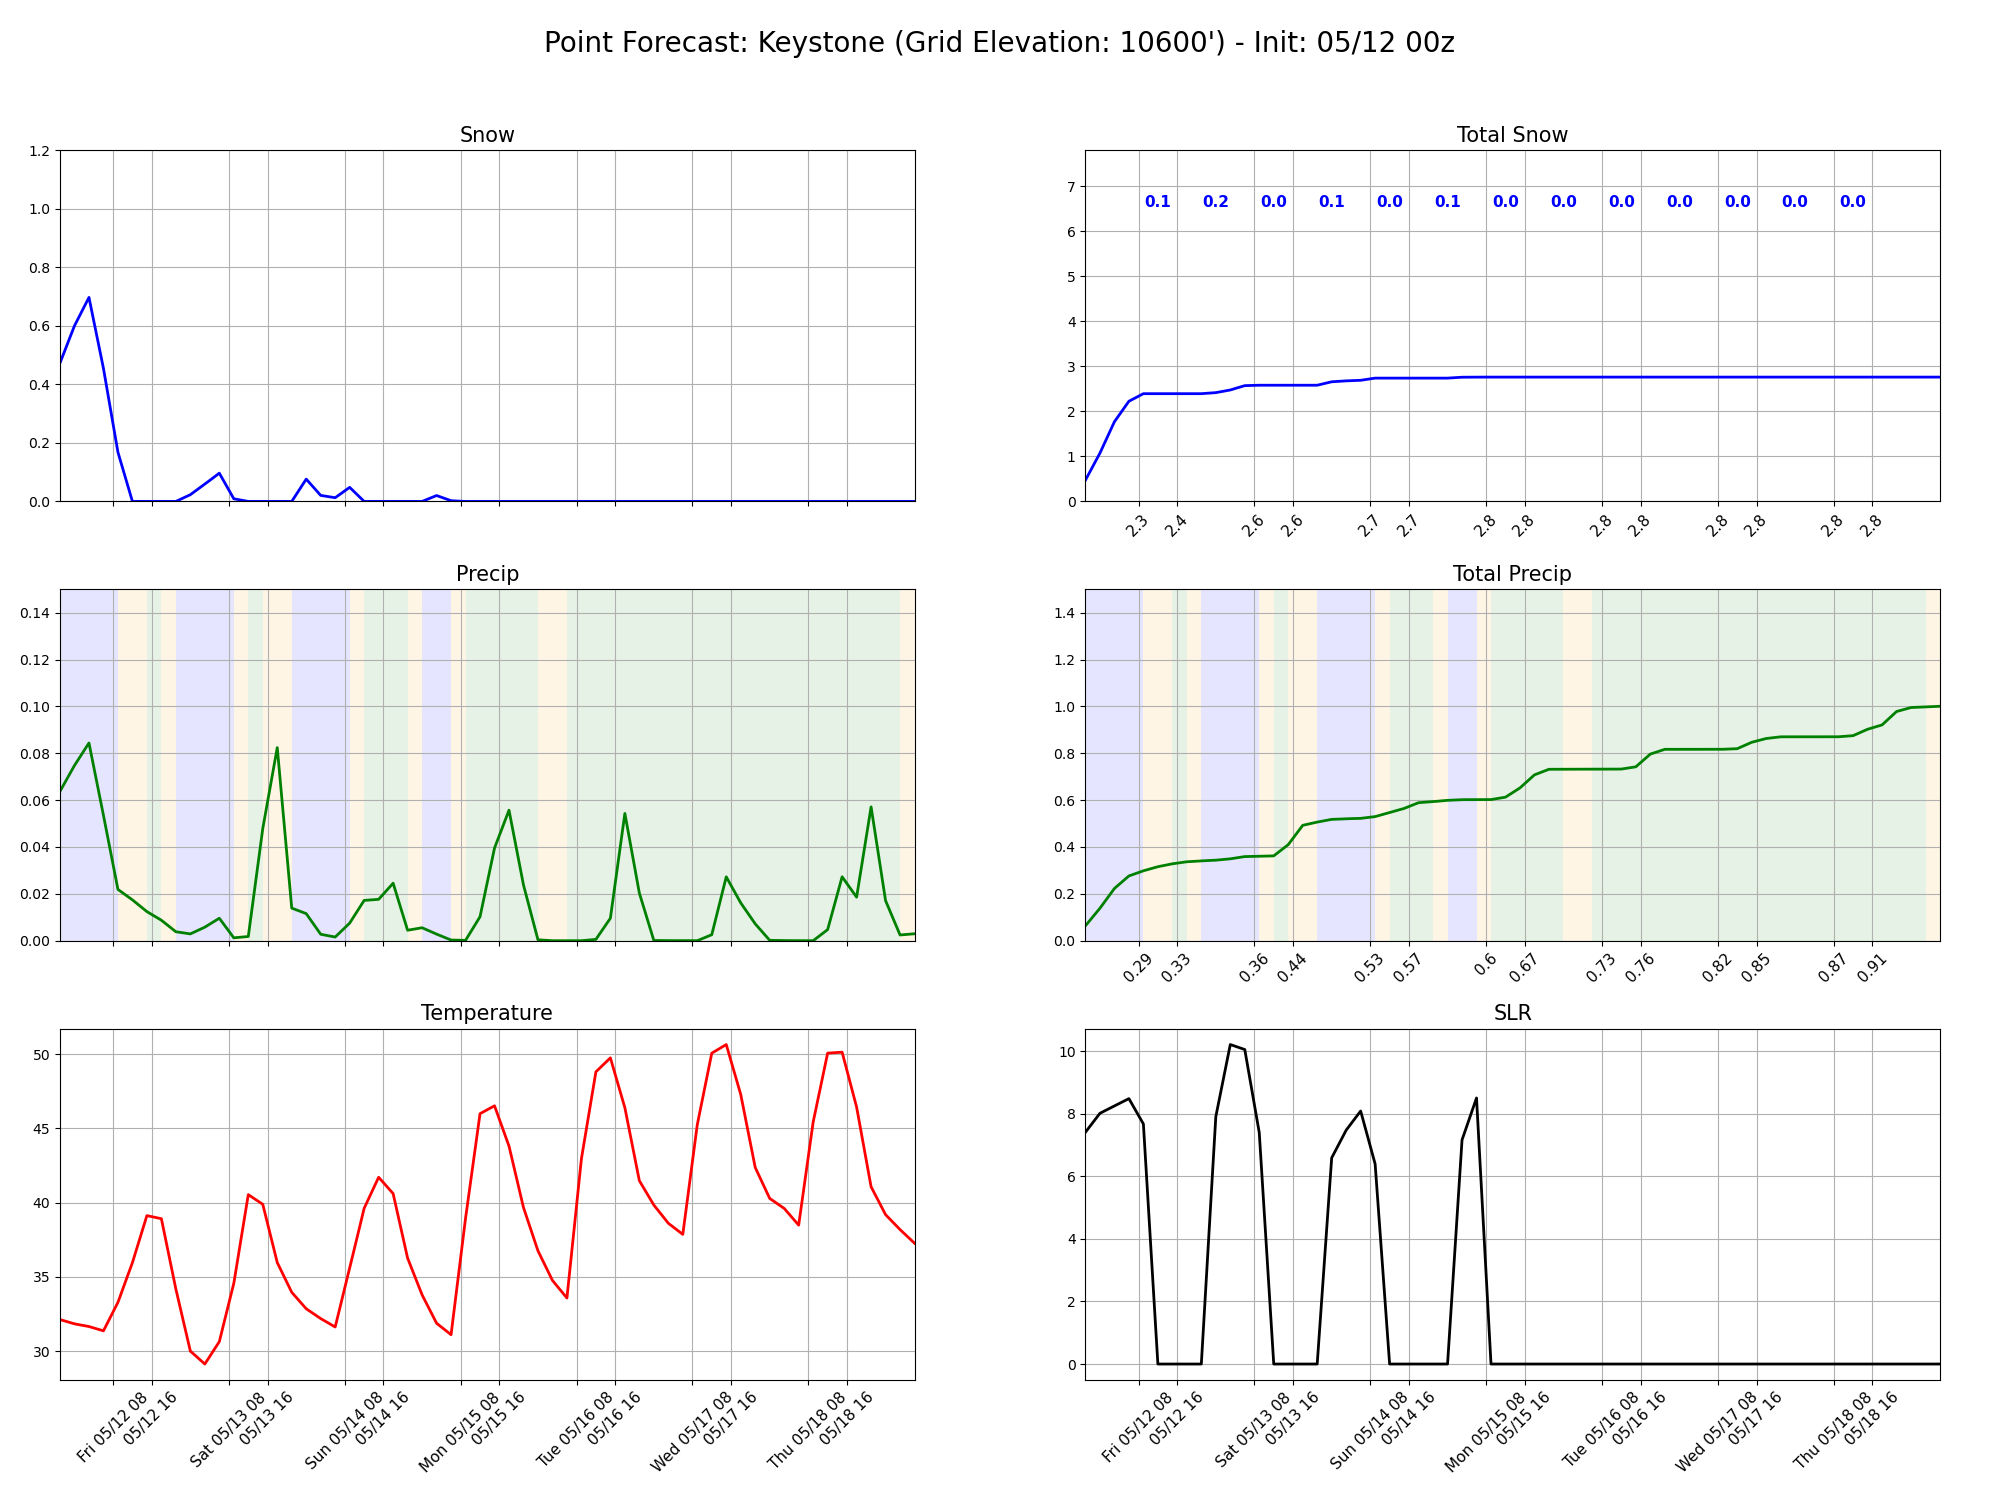 Point Forecast: Keystone (Grid Elevation: 10600') - Init: 05/12 00z
Snow
1.2
1.0
0.8
0.6
0.4
0.2
0.0
Total Snow
7
6
5
4
3
2
1
0
0.1 0.2 0.0 0.1 0.0 0.1 0.0 0.0 0.0 0.0 0.0 0.0 0.0
2.3 2.4 2.6 2.6 2.7 2.7 2.8 2.8 2.8 2.8 2.8 2.8 2.8 2.8
Precip
0.14
0.12
0.10
0.08
0.06
0.04
0.02
0.00
Total Precip
1.4
1.2
1.0
0.8
0.6
0.4
0.2
0.0
0.29 0.33 0.36 0.44 0.53 0.57 0.6 0.67 0.73 0.76 0.82 0.85 0.87 0.91
Temperature
50
45
40
35
30
Fri 05/12 08
05/12 16
Sat 05/13 08
05/13 16
Sun 05/14 08
05/14 16
Mon 05/15 08
05/15 16
Tue 05/16 08
05/16 16
Wed 05/17 08
05/17 16
Thu 05/18 08
05/18 16
SLR
10
8
6
4
2
0
Fri 05/12 08
05/12 16
Sat 05/13 08
05/13 16
Sun 05/14 08
05/14 16
Mon 05/15 08
05/15 16
Tue 05/16 08
05/16 16
Wed 05/17 08
05/17 16
Thu 05/18 08
05/18 16